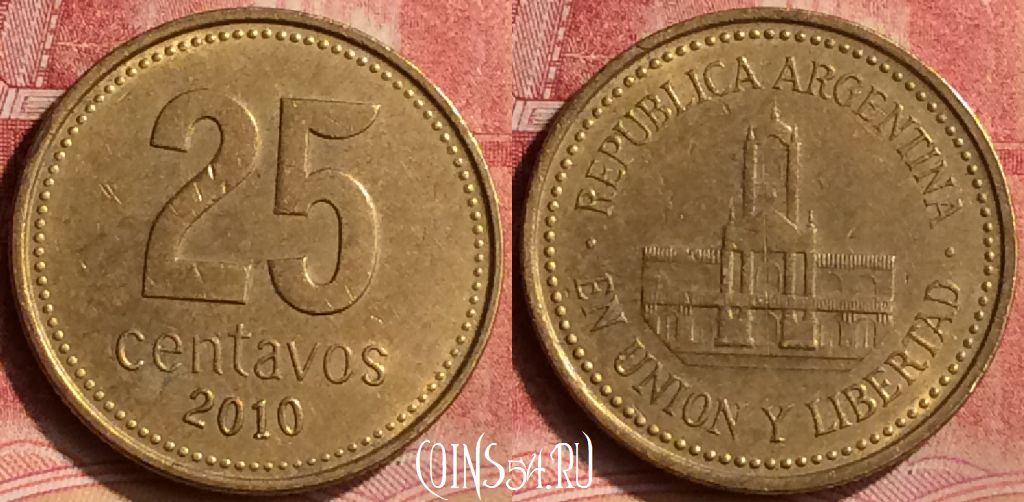 25
centavos
2010
REPUBLICA ARGENTINA
· EN UNION Y LIBERTAD ·
COINS54.RU